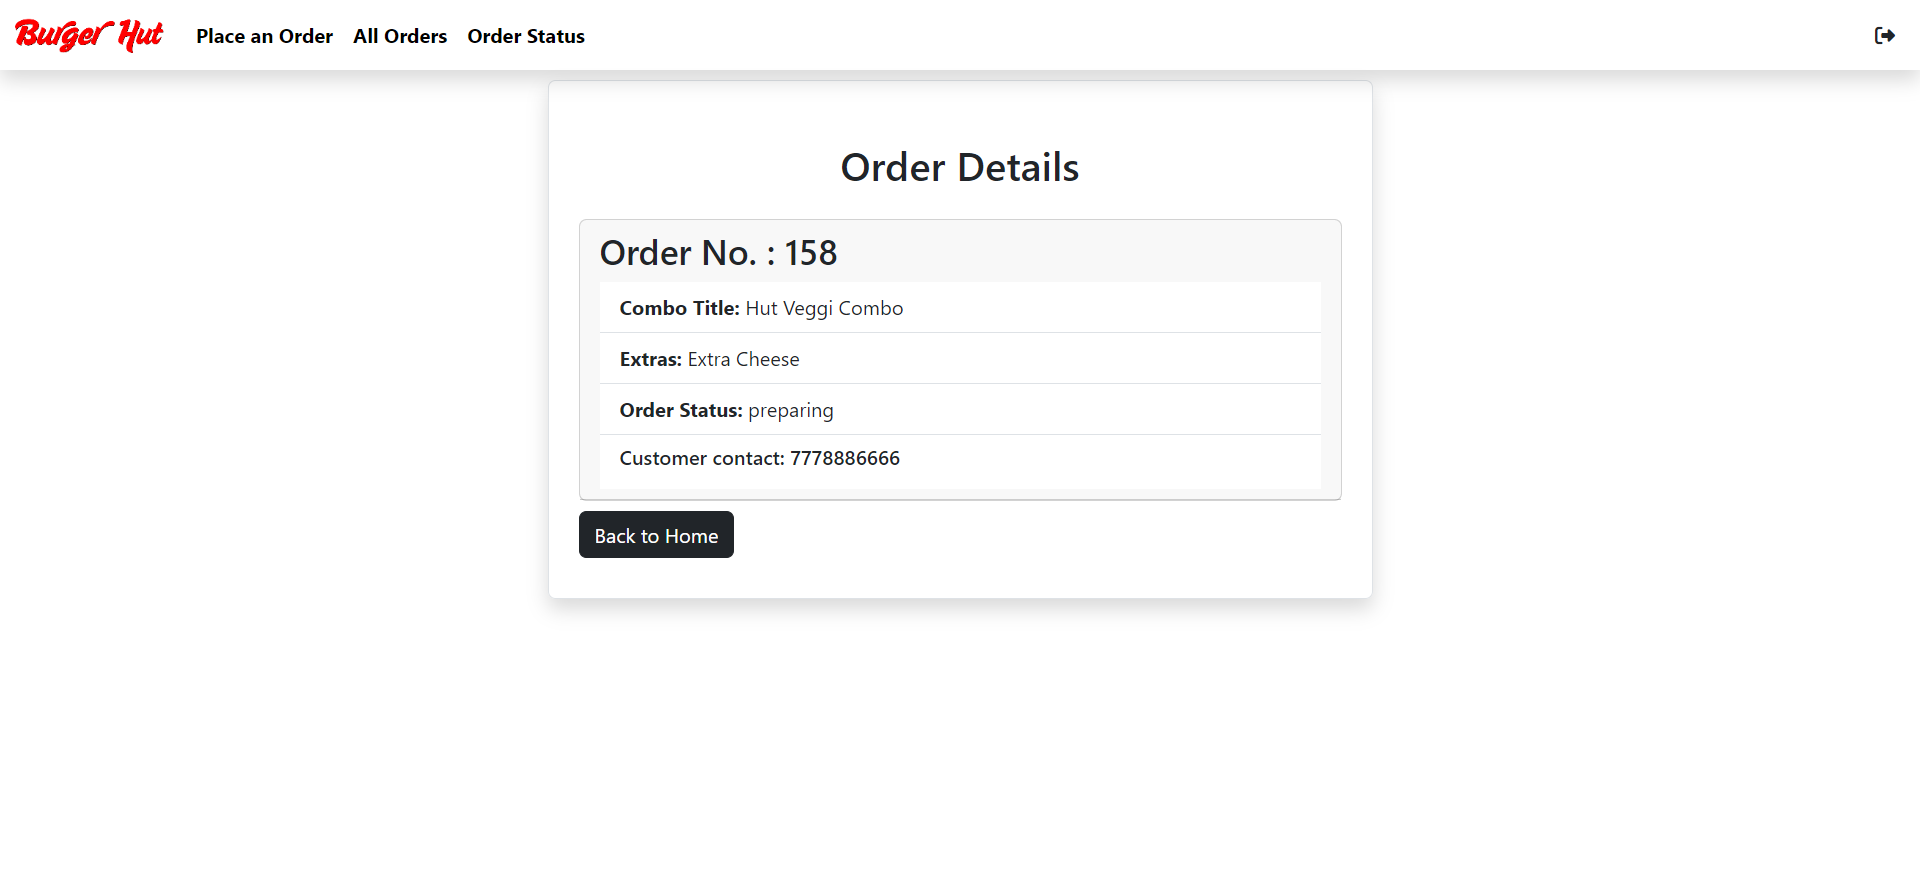 Burger Hut Place an Order All Orders Order Status
Order Details
Order No. : 158
Combo Title: Hut Veggi Combo
Extras: Extra Cheese
Order Status: preparing
Customer contact: 7778886666
Back to Home